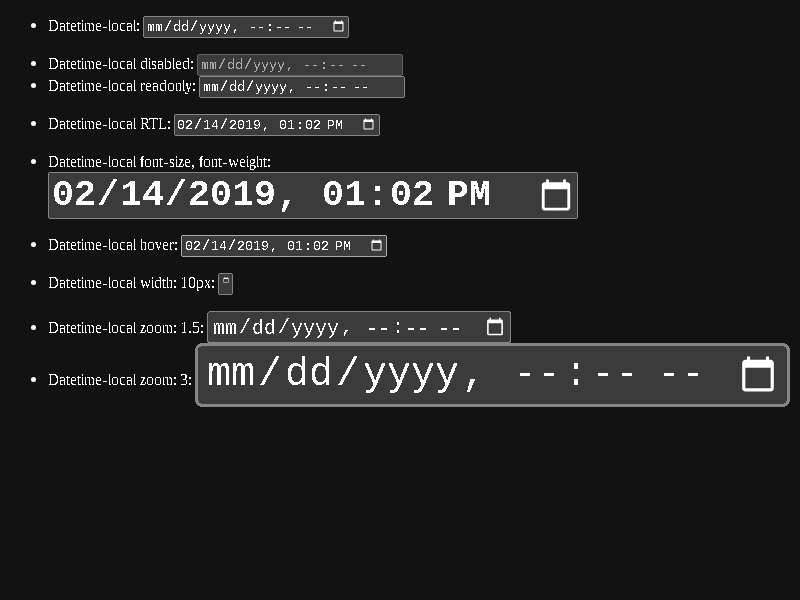 Datetime-local: mm/dd/yyyy, --:-- --
Datetime-local disabled: mm/dd/yyyy, --:-- --
Datetime-local readonly: mm/dd/yyyy, --:-- --
Datetime-local RTL: 02/14/2019, 01:02 PM
Datetime-local font-size, font-weight:
02/14/2019, 01:02 PM
Datetime-local hover: 02/14/2019, 01:02 PM
Datetime-local width: 10px:
Datetime-local zoom: 1.5: mm/dd/yyyy, --:-- --
Datetime-local zoom: 3: mm/dd/yyyy, --:-- --